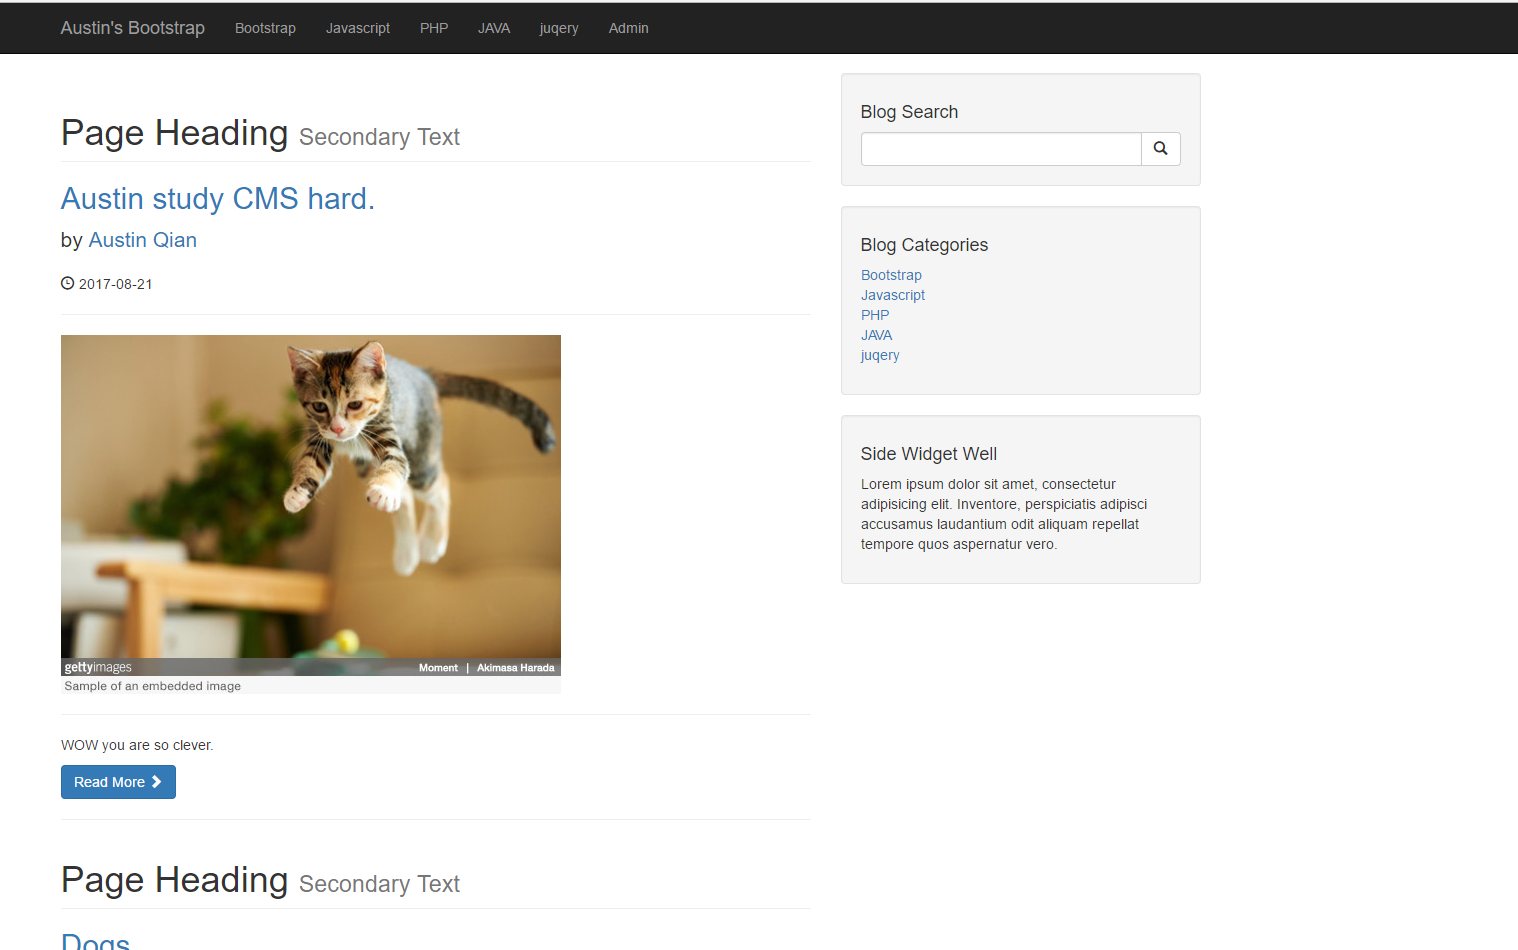 Austin's Bootstrap Bootstrap Javascript PHP JAVA juqery Admin
Page Heading Secondary Text
Austin study CMS hard.
by Austin Qian
2017-08-21
gettyimages Moment | Akimasa Harada
Sample of an embedded image
WOW you are so clever.
Read More
Page Heading Secondary Text
Dogs
Blog Search
Blog Categories
Bootstrap
Javascript
PHP
JAVA
juqery
Side Widget Well
Lorem ipsum dolor sit amet, consectetur
adipisicing elit. Inventore, perspiciatis adipisci
accusamus laudantium odit aliquam repellat
tempore quos aspernatur vero.